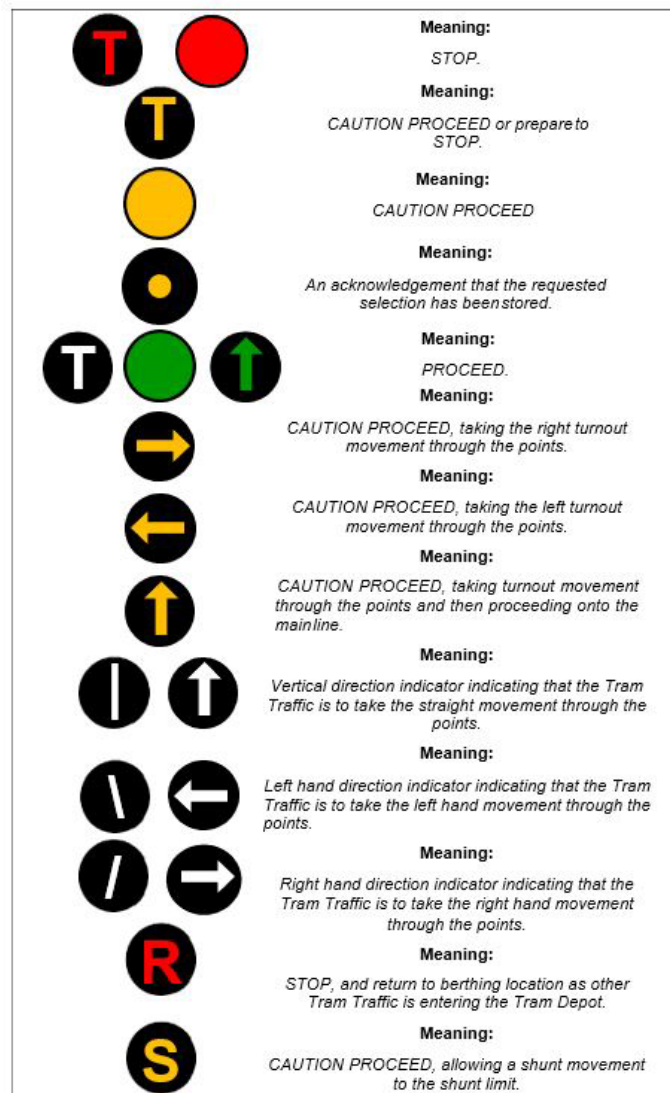 T
Meaning:
STOP.
T
Meaning:
CAUTION PROCEED or prepare to
STOP.
Meaning:
CAUTION PROCEED
Meaning:
An acknowledgement that the requested
selection has been stored.
T
Meaning:
PROCEED.
Meaning:
CAUTION PROCEED, taking the right turnout
movement through the points.
Meaning:
CAUTION PROCEED, taking the left turnout
movement through the points.
Meaning:
CAUTION PROCEED, taking turnout movement
through the points and then proceeding onto the
mainline.
Meaning:
Vertical direction indicator indicating that the Tram
Traffic is to take the straight movement through the
points.
Meaning:
Left hand direction indicator indicating that the Tram
Traffic is to take the left hand movement through the
points.
Meaning:
Right hand direction indicator indicating that the
Tram Traffic is to take the right hand movement
through the points.
R
Meaning:
STOP, and return to berthing location as other
Tram Traffic is entering the Tram Depot.
S
Meaning:
CAUTION PROCEED, allowing a shunt movement
to the shunt limit.